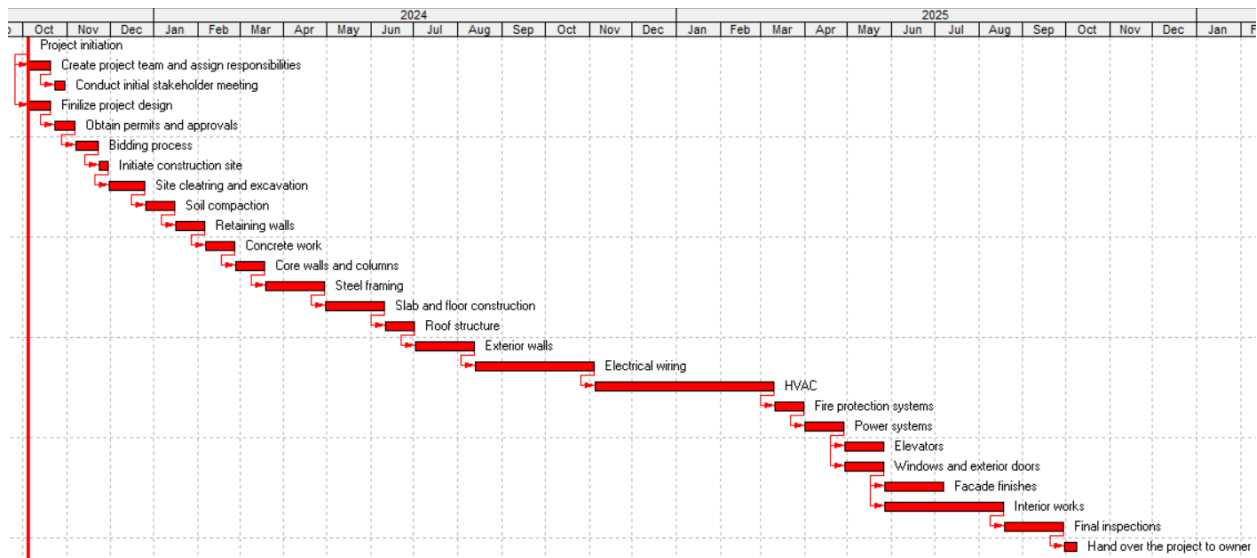 2024 2025
Oct Nov Dec Jan Feb Mar Apr May Jun Jul Aug Sep Oct Nov Dec Jan Feb Mar Apr May Jun Jul Aug Sep Oct Nov Dec Jan F
Project initiation
Create project team and assign responsibilities
Conduct initial stakeholder meeting
Finilize project design
Obtain permits and approvals
Bidding process
Initiate construction site
Site cleatring and excavation
Soil compaction
Retaining walls
Concrete work
Core walls and columns
Steel framing
Slab and floor construction
Roof structure
Exterior walls
Electrical wiring
HVAC
Fire protection systems
Power systems
Elevators
Windows and exterior doors
Facade finishes
Interior works
Final inspections
Hand over the project to owner